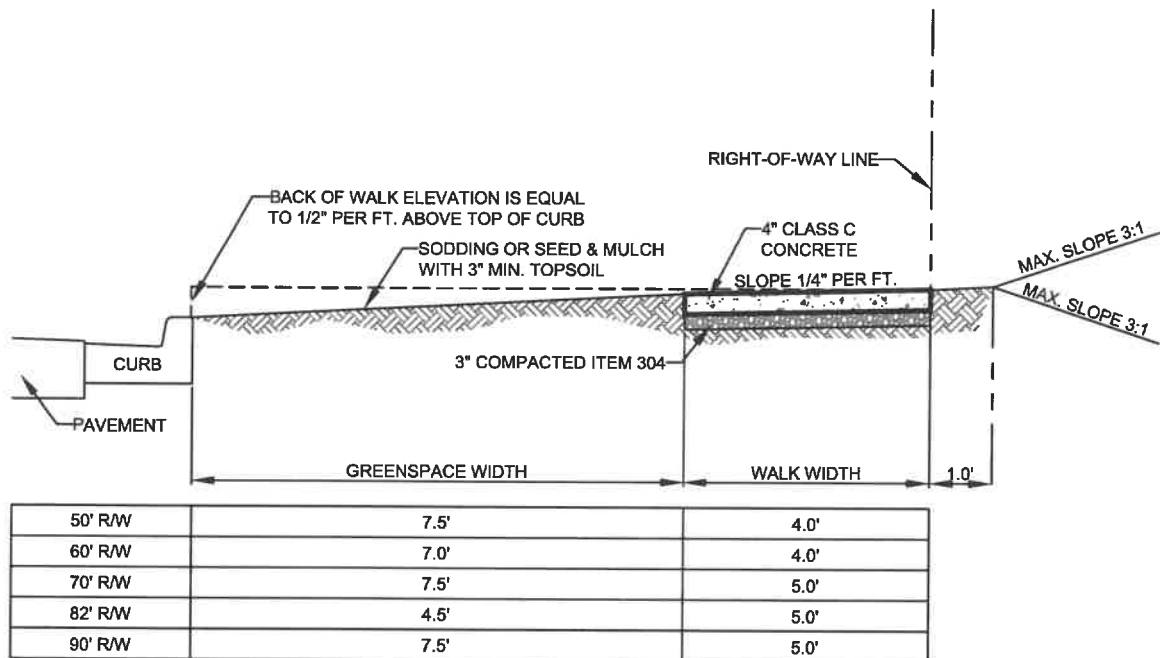 RIGHT-OF-WAY LINE
BACK OF WALK ELEVATION IS EQUAL
TO 1/2" PER FT. ABOVE TOP OF CURB
4" CLASS C
CONCRETE
SODDING OR SEED & MULCH
WITH 3" MIN. TOPSOIL
SLOPE 1/4" PER FT.
MAX. SLOPE 3:1
MAX. SLOPE 3:1
CURB
3" COMPACTED ITEM 304
PAVEMENT
GREENSPACE WIDTH
WALK WIDTH
1.0'
50' R/W 7.5' 4.0'
60' R/W 7.0' 4.0'
70' R/W 7.5' 5.0'
82' R/W 4.5' 5.0'
90' R/W 7.5' 5.0'